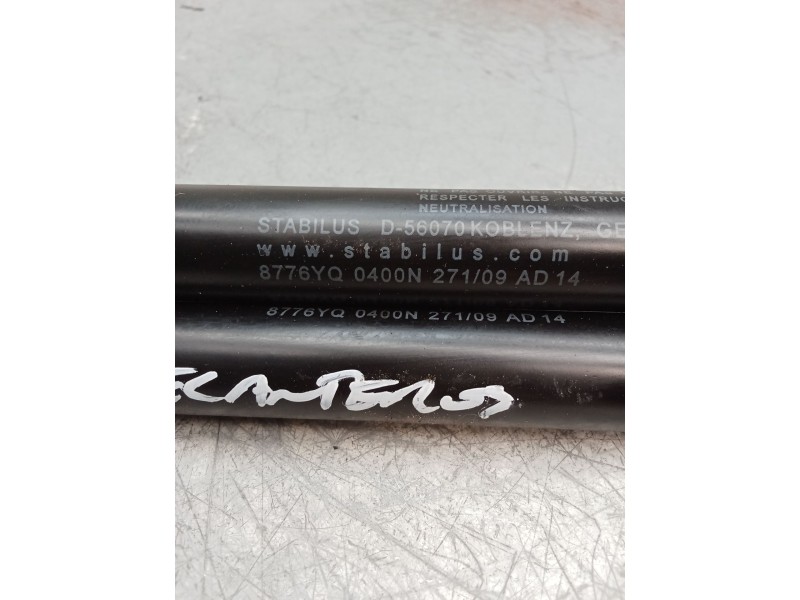 RESPECTER LES INSTRUC
NEUTRALISATION
STABILUS D-56070 KOBLENZ, GE
www.stabilus.com
8776YQ 0400N 271/09 AD 14
8776YQ 0400N 271/09 AD 14